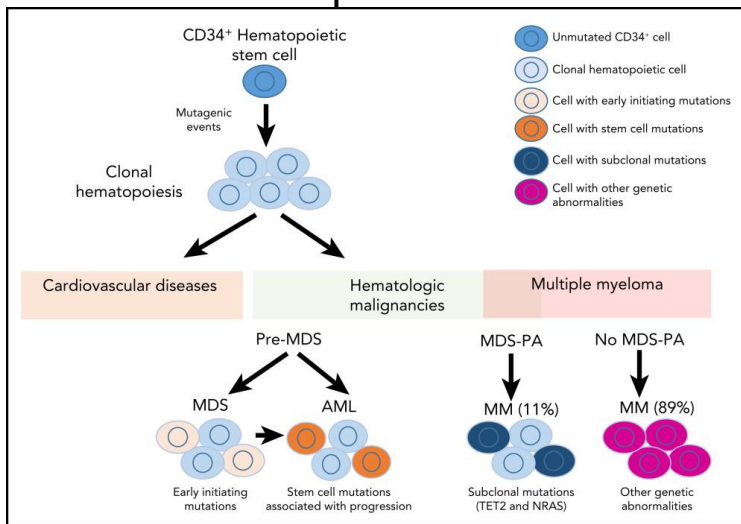 CD34⁺ Hematopoietic
stem cell
Mutagenic
events
Clonal
hematopoiesis
Unmutated CD34⁺ cell
Clonal hematopoietic cell
Cell with early initiating mutations
Cell with stem cell mutations
Cell with subclonal mutations
Cell with other genetic
abnormalities
Cardiovascular diseases
Hematologic
malignancies
Multiple myeloma
Pre-MDS
MDS-PA
No MDS-PA
MDS
AML
MM (11%)
MM (89%)
Early initiating
mutations
Stem cell mutations
associated with progression
Subclonal mutations
(TET2 and NRAS)
Other genetic
abnormalities